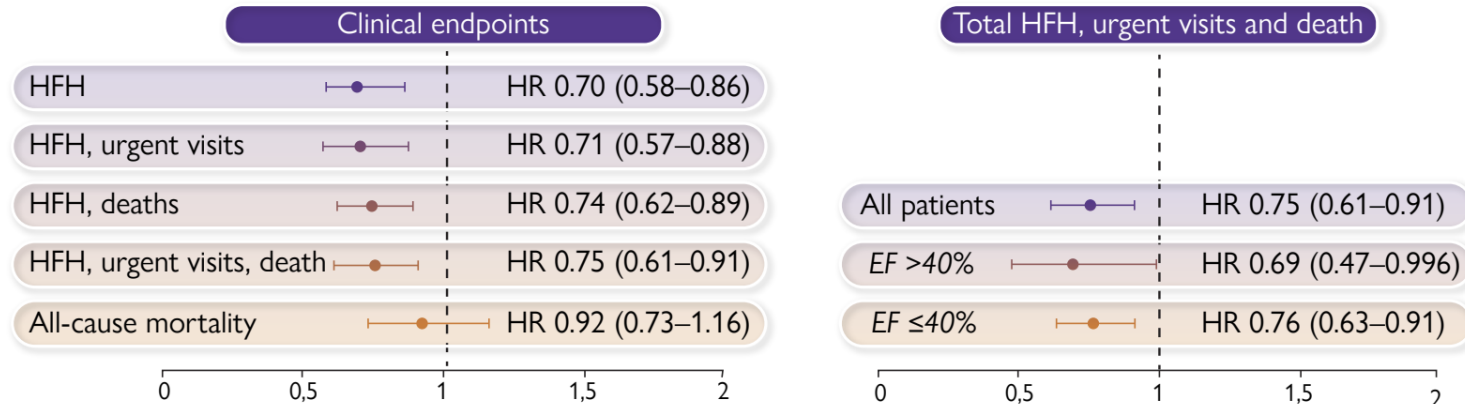 Clinical endpoints
HFH HR 0.70 (0.58–0.86)
HFH, urgent visits HR 0.71 (0.57–0.88)
HFH, deaths HR 0.74 (0.62–0.89)
HFH, urgent visits, death HR 0.75 (0.61–0.91)
All-cause mortality HR 0.92 (0.73–1.16)
0 0,5 1 1,5 2
Total HFH, urgent visits and death
All patients HR 0.75 (0.61–0.91)
EF >40% HR 0.69 (0.47–0.996)
EF ≤40% HR 0.76 (0.63–0.91)
0 0,5 1 1,5 2